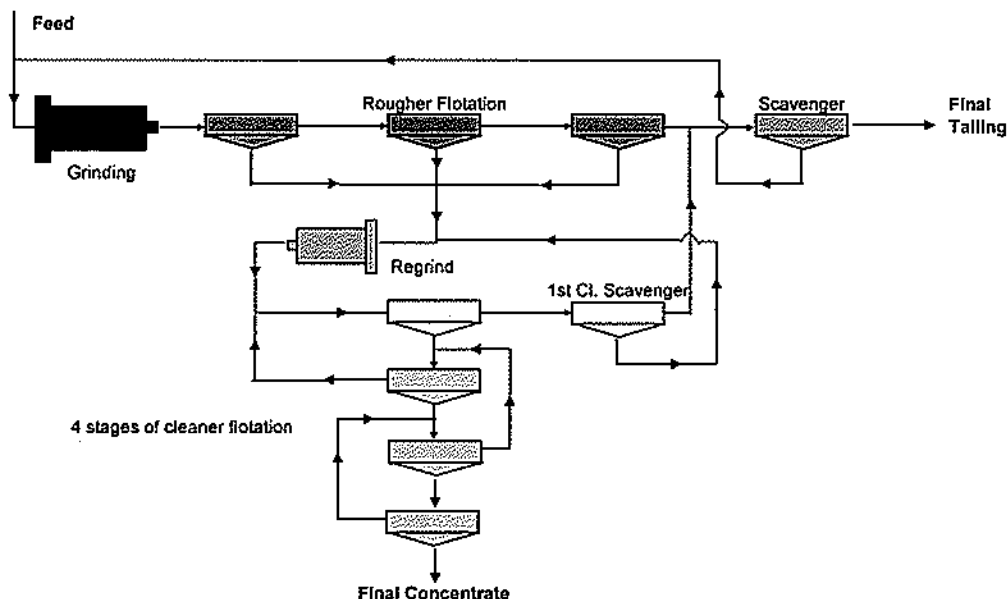 Feed
Rougher Flotation
Scavenger
Final
Tailing
Grinding
Regrind
1st Cl. Scavenger
4 stages of cleaner flotation
Final Concentrate